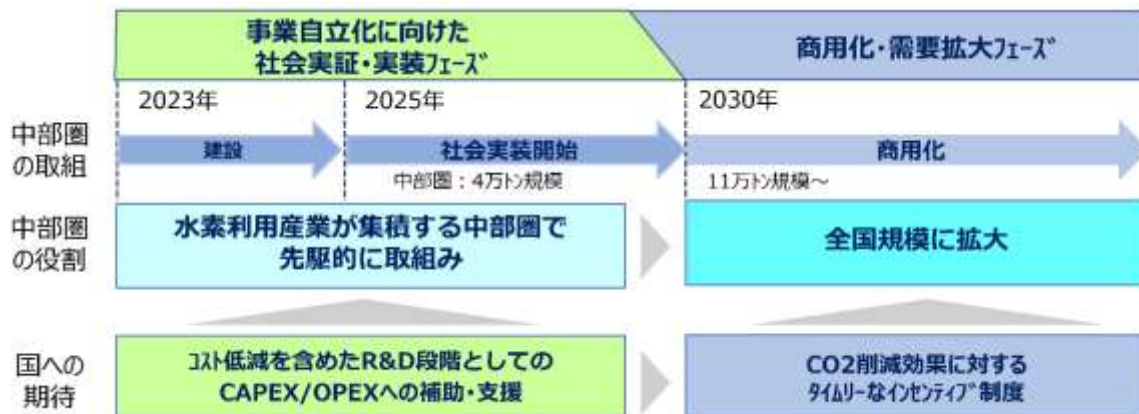 事業自立化に向けた
社会実証・実装ﾌｪｰｽﾞ
商用化・需要拡大ﾌｪｰｽﾞ
2023年
2025年
2030年
中部圏
の取組
建設
社会実装開始
商用化
中部圏：4万ﾄﾝ規模
11万ﾄﾝ規模～
中部圏
の役割
水素利用産業が集積する中部圏で
先駆的に取組み
全国規模に拡大
国への
期待
ｺｽﾄ低減を含めたR&D段階としての
CAPEX/OPEXへの補助・支援
CO2削減効果に対する
ﾀｲﾑﾘｰなｲﾝｾﾝﾃｨﾌﾞ制度